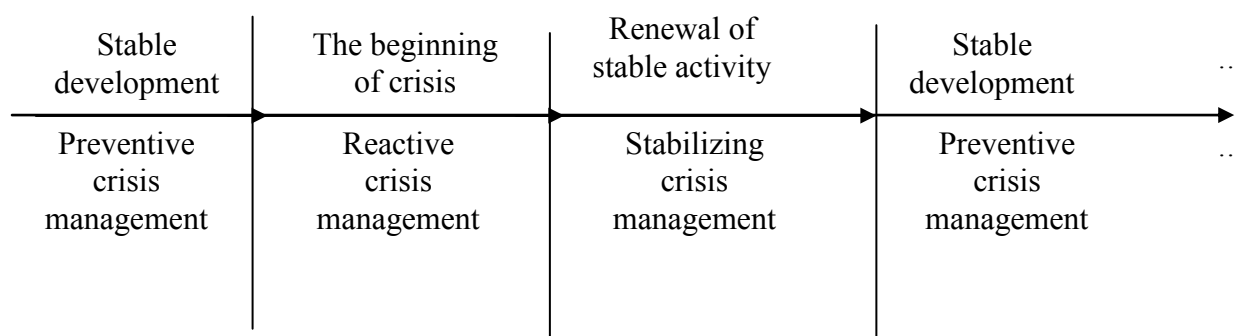 Stable
development
The beginning
of crisis
Renewal of
stable activity
Stable
development
..
Preventive
crisis
management
Reactive
crisis
management
Stabilizing
crisis
management
Preventive
crisis
management
..